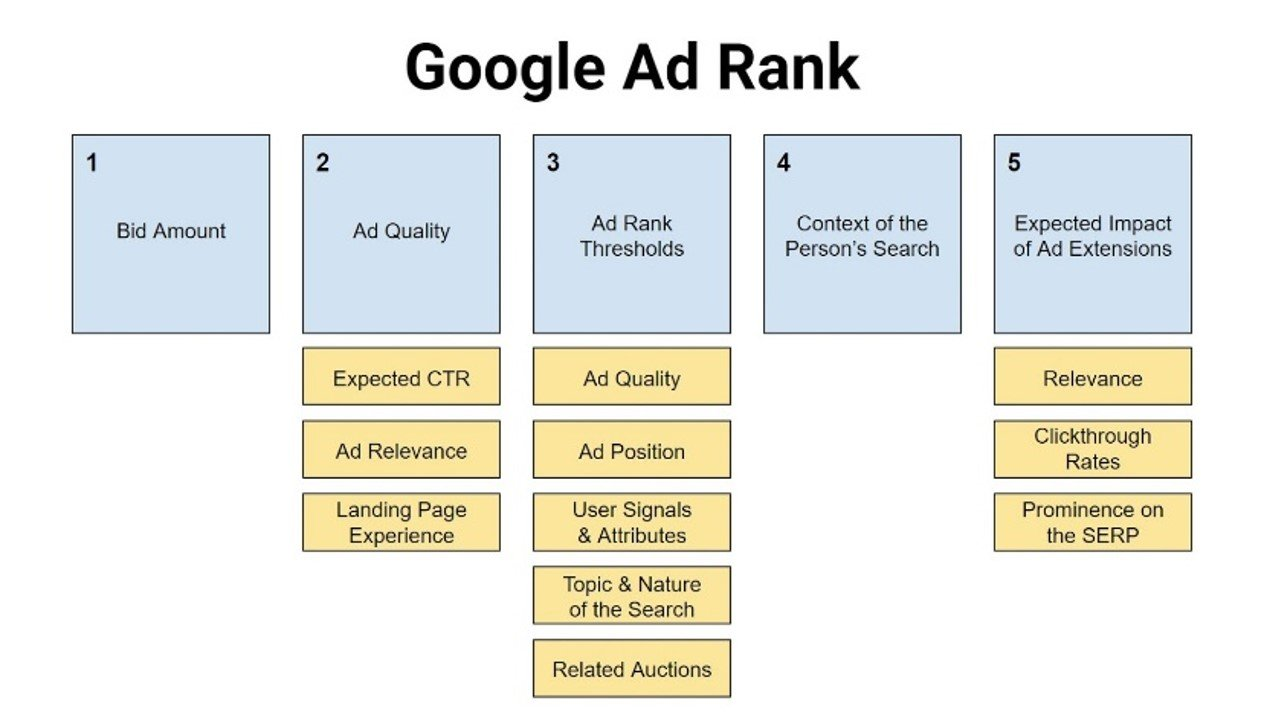 Google Ad Rank
1
Bid Amount
2
Ad Quality
Expected CTR
Ad Relevance
Landing Page
Experience
3
Ad Rank
Thresholds
Ad Quality
Ad Position
User Signals
& Attributes
Topic & Nature
of the Search
Related Auctions
4
Context of the
Person’s Search
5
Expected Impact
of Ad Extensions
Relevance
Clickthrough
Rates
Prominence on
the SERP